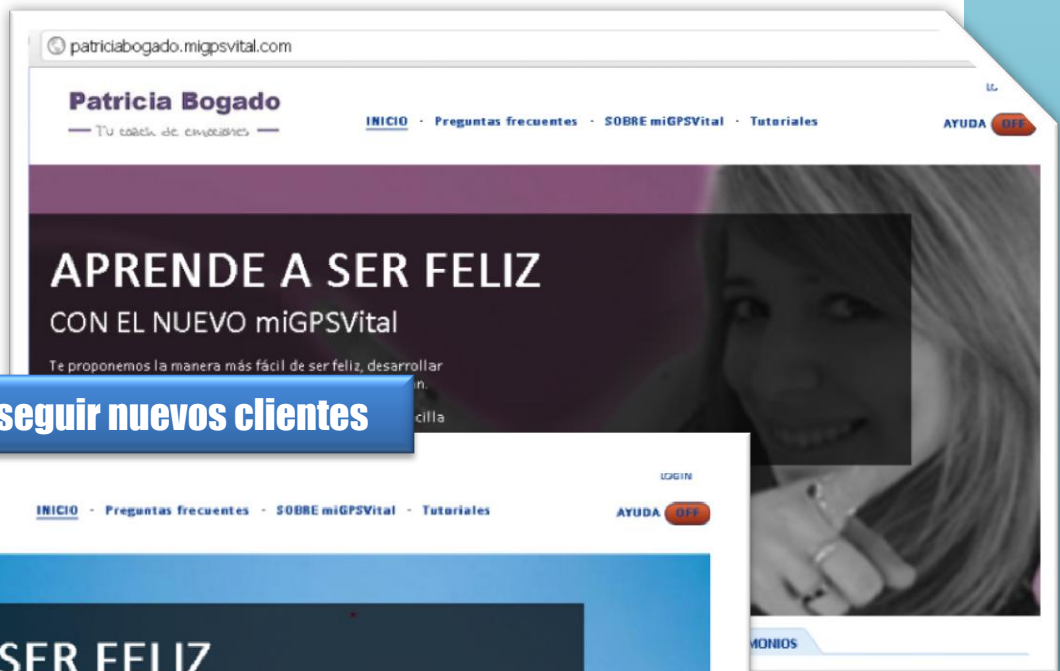 patriciabogado.migpsvital.com
Patricia Bogado
Tu coach de emociones
INICIO · Preguntas frecuentes · SOBRE miGPSVital · Tutoriales
AYUDA OFF
APRENDE A SER FELIZ
CON EL NUEVO miGPSVital
Te proponemos la manera más fácil de ser feliz, desarrollar
n.
cilla
seguir nuevos clientes
LOGIN
INICIO · Preguntas frecuentes · SOBRE miGPSVital · Tutoriales
AYUDA OFF
SER FELIZ
MONIOS